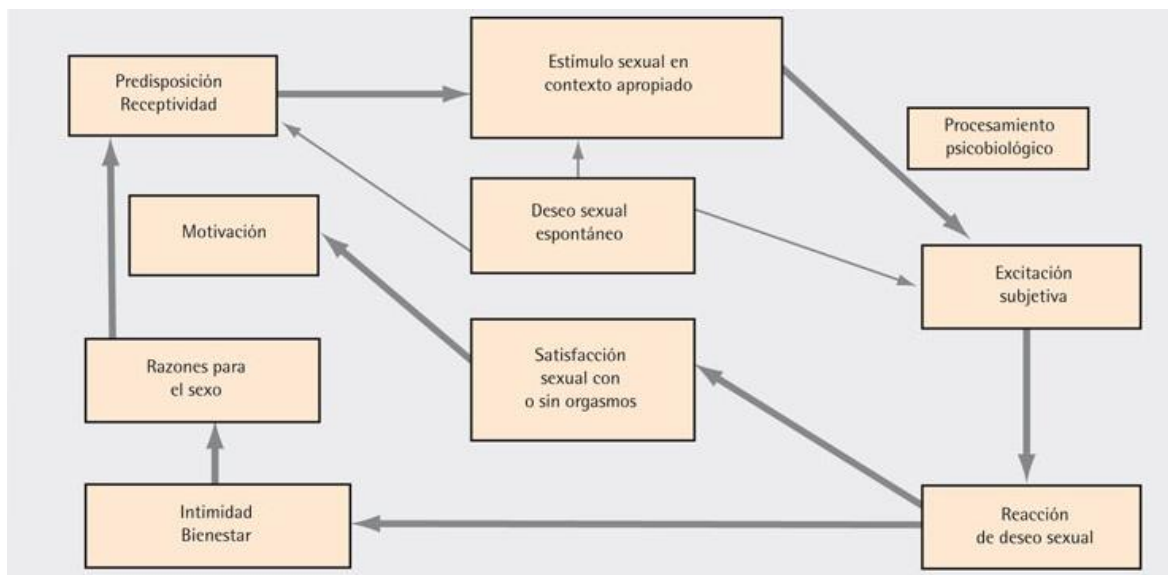 Predisposición
Receptividad
Estímulo sexual en
contexto apropiado
Procesamiento
psicobiológico
Motivación
Deseo sexual
espontáneo
Excitación
subjetiva
Razones para
el sexo
Satisfacción
sexual con
o sin orgasmos
Intimidad
Bienestar
Reacción
de deseo sexual